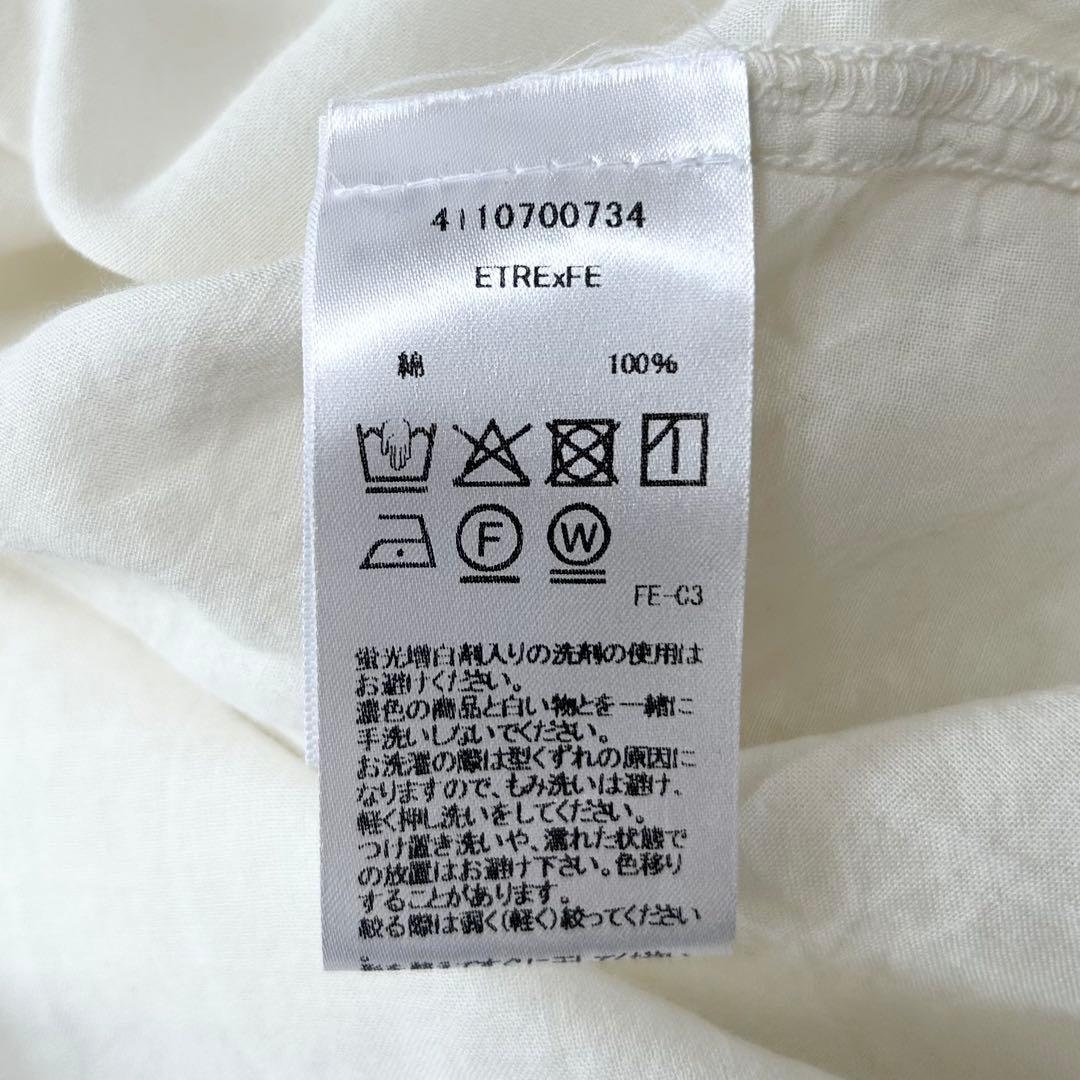 4110700734
ETRExFE
綿 100%
F W
FE-C3
蛍光増白剤入りの洗剤の使用は
お避けください。
濃色の商品と白い物とを一緒に
手洗いしないでください。
お洗濯の際は型くずれの原因に
なりますので、もみ洗いは避け、
軽く押し洗いをしてください。
つけ置き洗いや、濡れた状態で
の放置はお避け下さい。色移り
することがあります。
絞る際は弱く(軽く)絞ってください
。